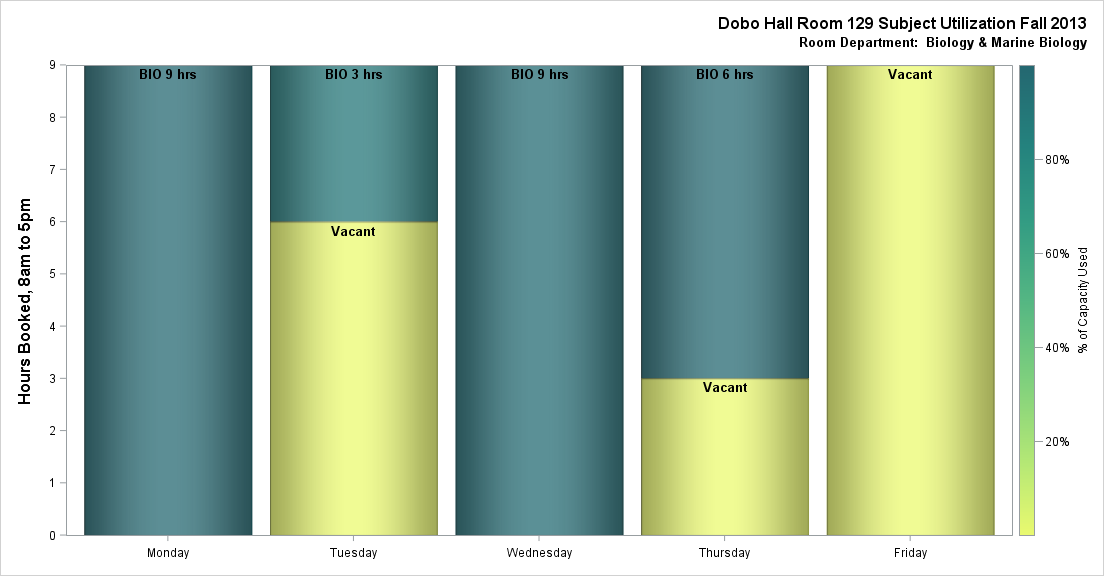 Dobo Hall Room 129 Subject Utilization Fall 2013
Room Department: Biology & Marine Biology
Hours Booked, 8am to 5pm
9
8
7
6
5
4
3
2
1
0
BIO 9 hrs
BIO 3 hrs
Vacant
BIO 9 hrs
BIO 6 hrs
Vacant
Vacant
Monday
Tuesday
Wednesday
Thursday
Friday
80%
60%
40%
20%
% of Capacity Used